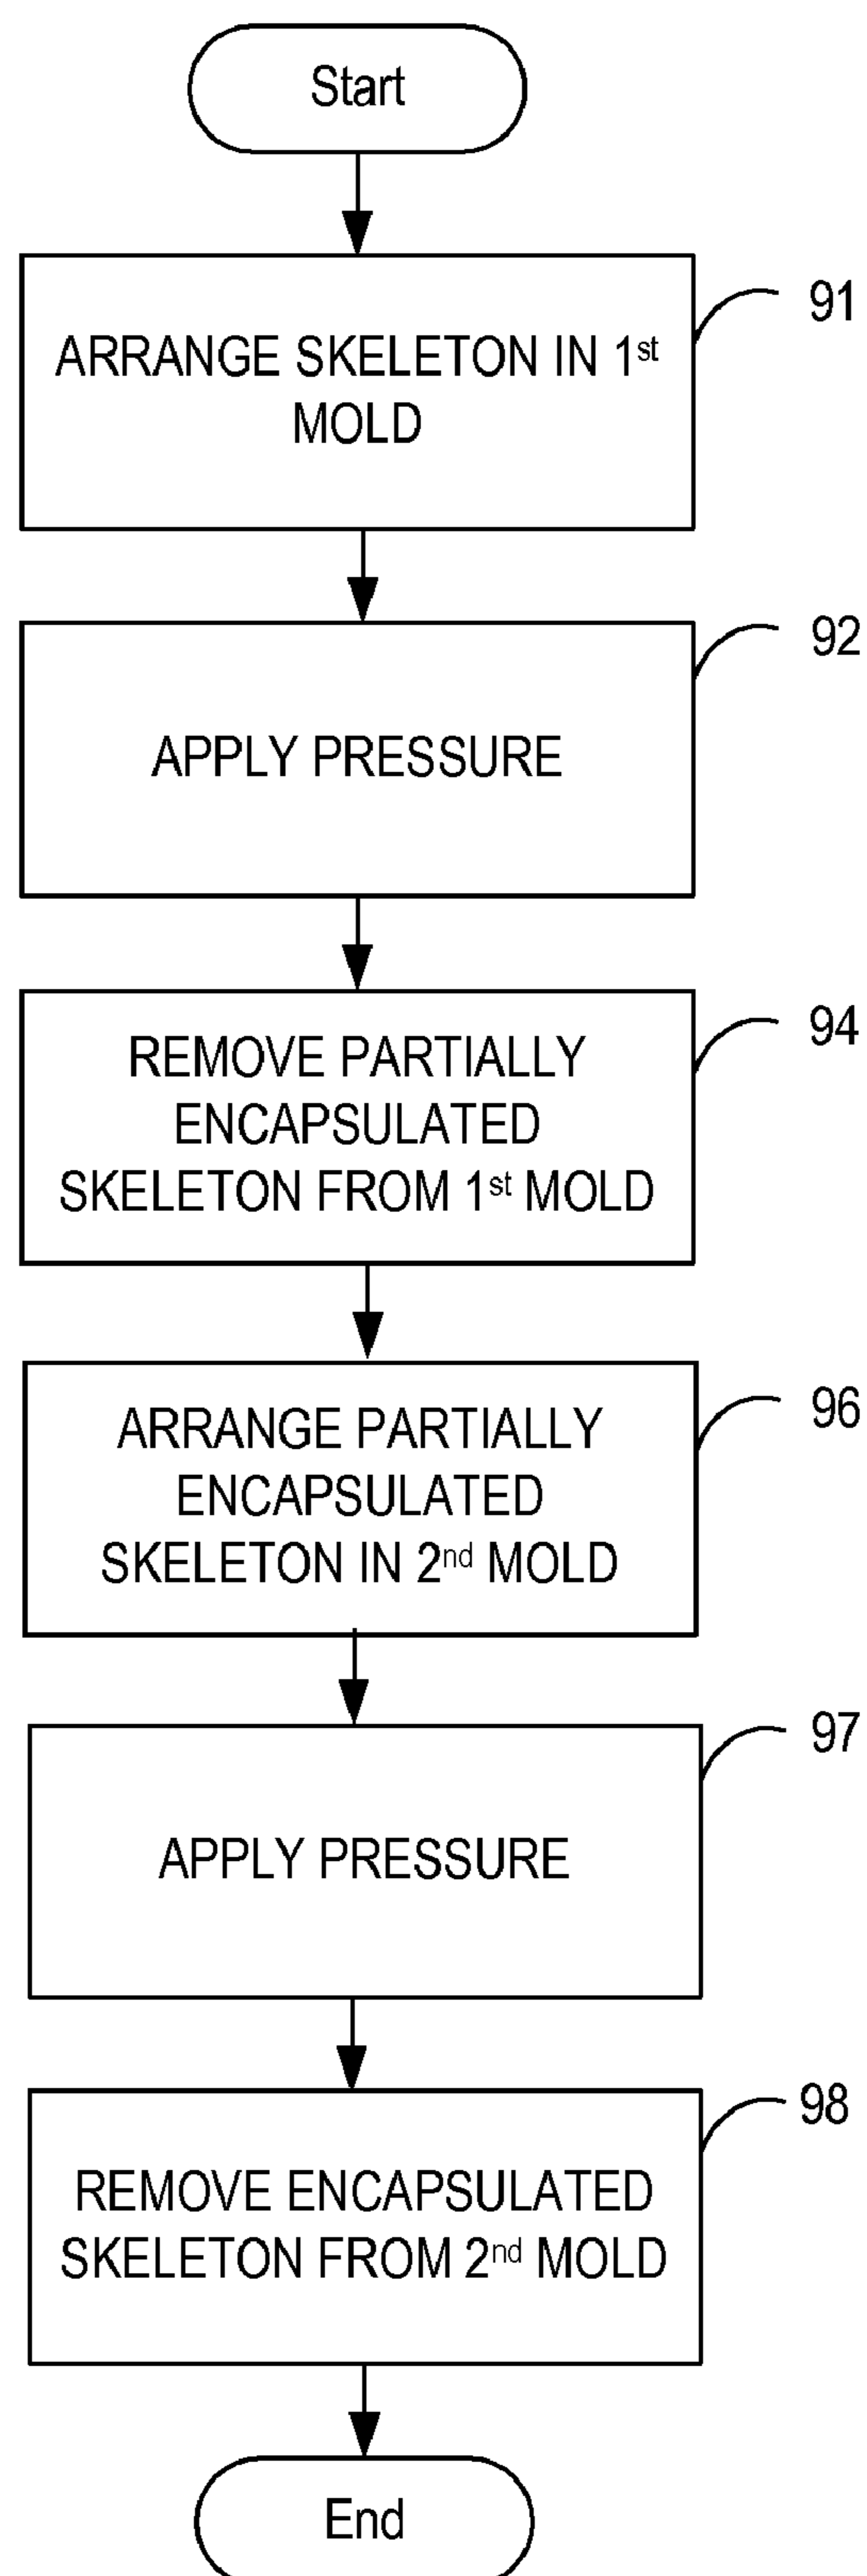 Start
ARRANGE SKELETON IN 1st
MOLD
91
APPLY PRESSURE
92
REMOVE PARTIALLY
ENCAPSULATED
SKELETON FROM 1st MOLD
94
ARRANGE PARTIALLY
ENCAPSULATED
SKELETON IN 2nd MOLD
96
APPLY PRESSURE
97
REMOVE ENCAPSULATED
SKELETON FROM 2nd MOLD
98
End